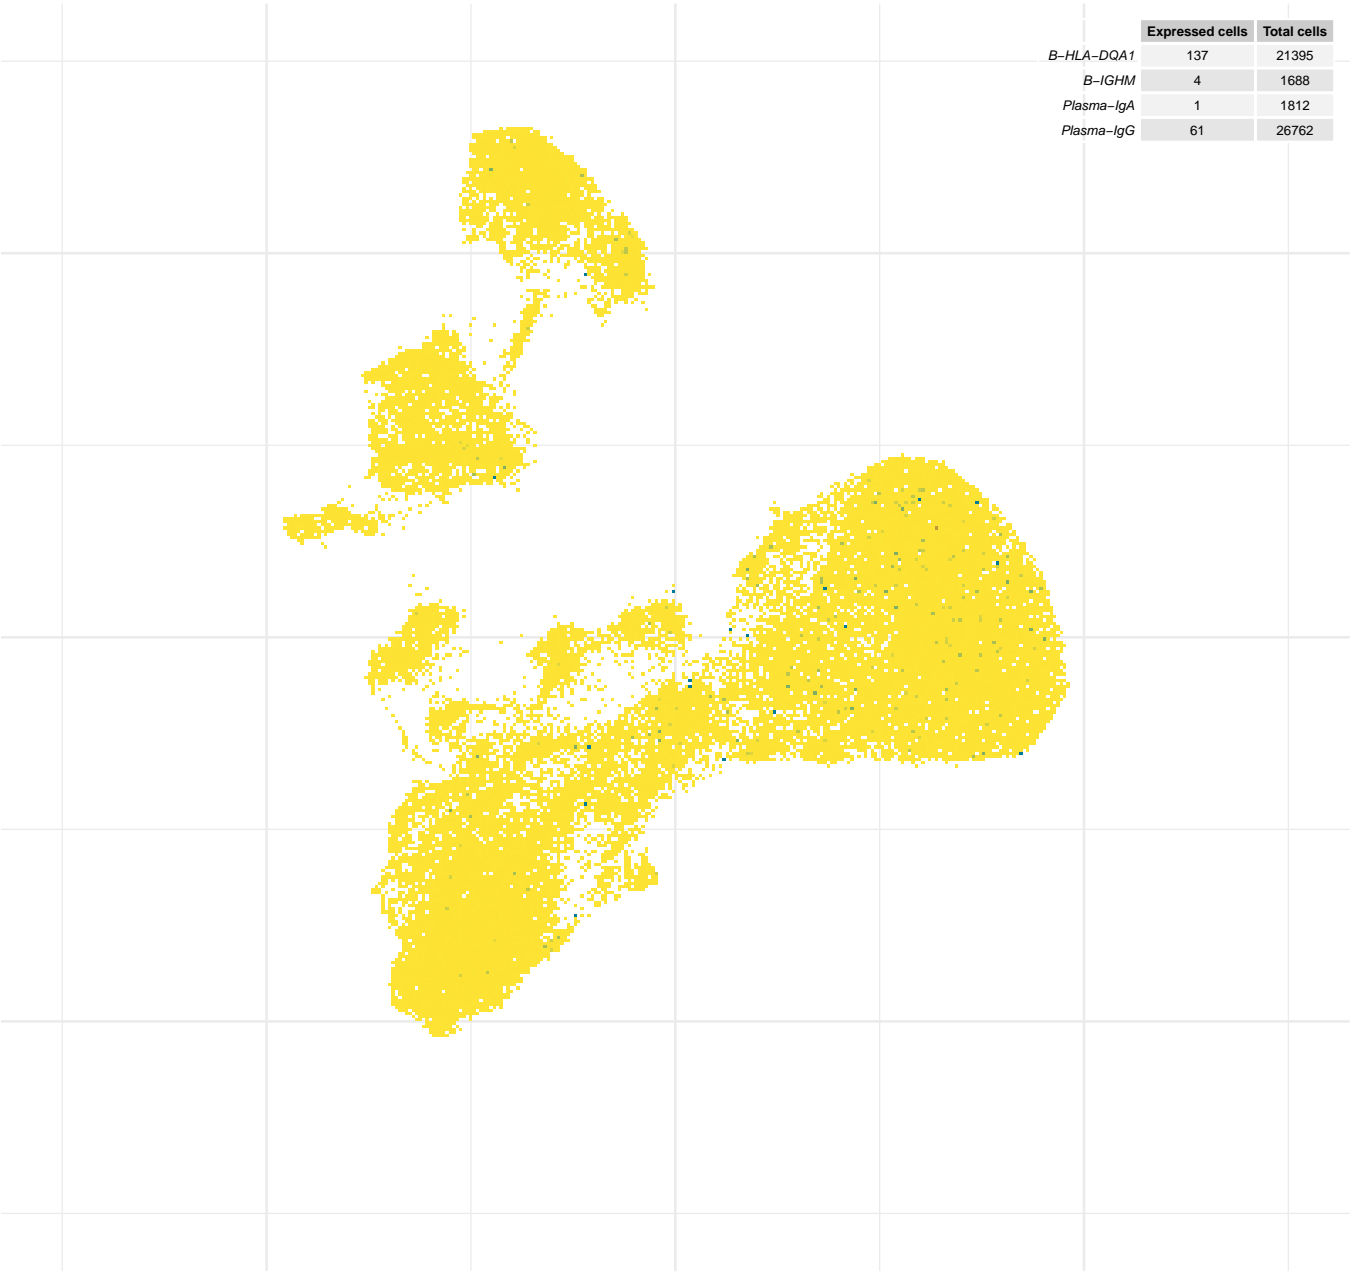 Expressed cells Total cells
B−HLA−DQA1 137 21395
B−IGHM 4 1688
Plasma−IgA 1 1812
Plasma−IgG 61 26762